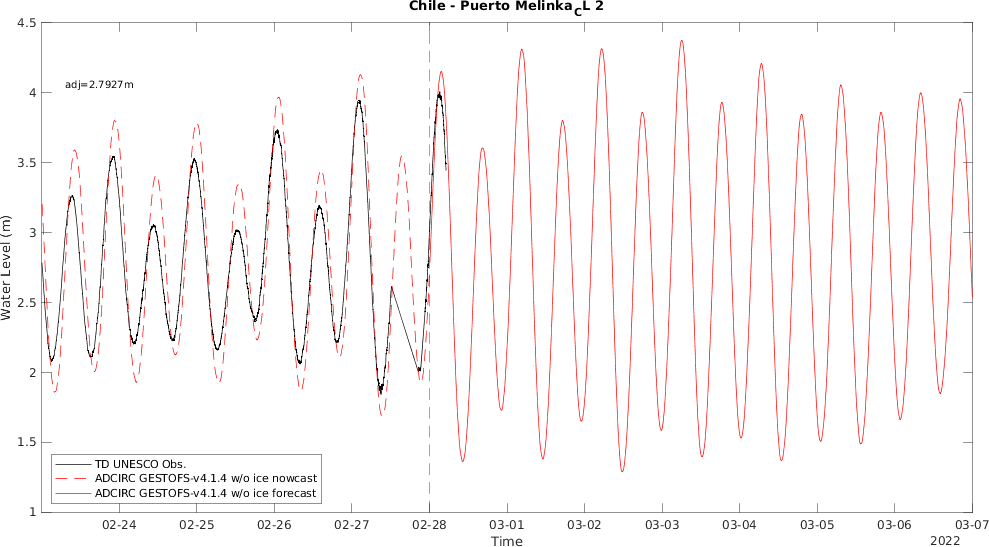 Chile - Puerto Melinka_CL 2
adj=2.7927m
Water Level (m)
4.5
4
3.5
3
2.5
2
1.5
1
TD UNESCO Obs.
ADCIRC GESTOFS-v4.1.4 w/o ice nowcast
ADCIRC GESTOFS-v4.1.4 w/o ice forecast
02-24 02-25 02-26 02-27 02-28 03-01 03-02 03-03 03-04 03-05 03-06 03-07
Time
2022